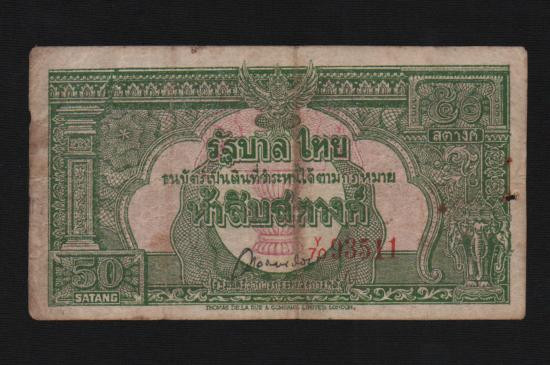 ๕๐
สตางค์
รัฐบาลไทย
ธนบัตร์เป็นเงินที่ชำระหนี้ได้ตามกฎหมาย
ห้าสิบสตางค์
Y/70 93511
50
SATANG
THOMAS DE LA RUE & COMPANY, LIMITED, LONDON.